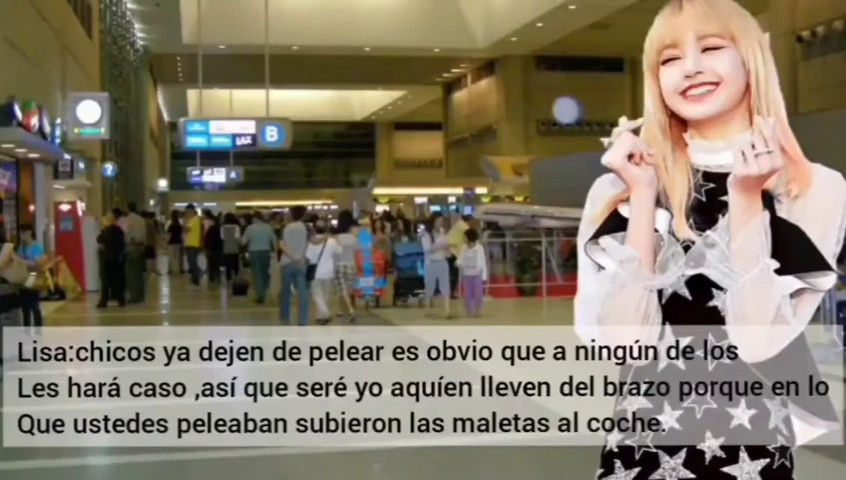 B
LAX
A
?
Lisa:chicos ya dejen de pelear es obvio que a ningún de los
Les hará caso ,así que seré yo aquíen lleven del brazo porque en lo
Que ustedes peleaban subieron las maletas al coche.